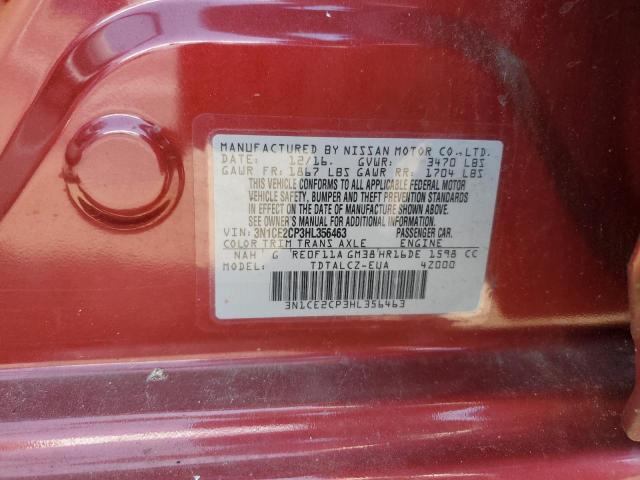 MANUFACTURED BY NISSAN MOTOR CO.,LTD.
DATE: 12/16. GVWR: 3470 LBS
GAWR FR: 1867 LBS GAWR RR: 1704 LBS
THIS VEHICLE CONFORMS TO ALL APPLICABLE FEDERAL MOTOR
VEHICLE SAFETY, BUMPER AND THEFT PREVENTION STANDARDS
IN EFFECT ON THE DATE OF MANUFACTURE SHOWN ABOVE.
SEE OWNER'S MANUAL FOR ADDITIONAL INFORMATION.
VIN: 3N1CE2CP3HL356463 PASSENGER CAR.
COLOR TRIM TRANS AXLE ENGINE
NAH G RE0F11A GM38 HR16DE 1598 CC
MODEL TDTALCZ-EUA 42000
3N1CE2CP3HL356463